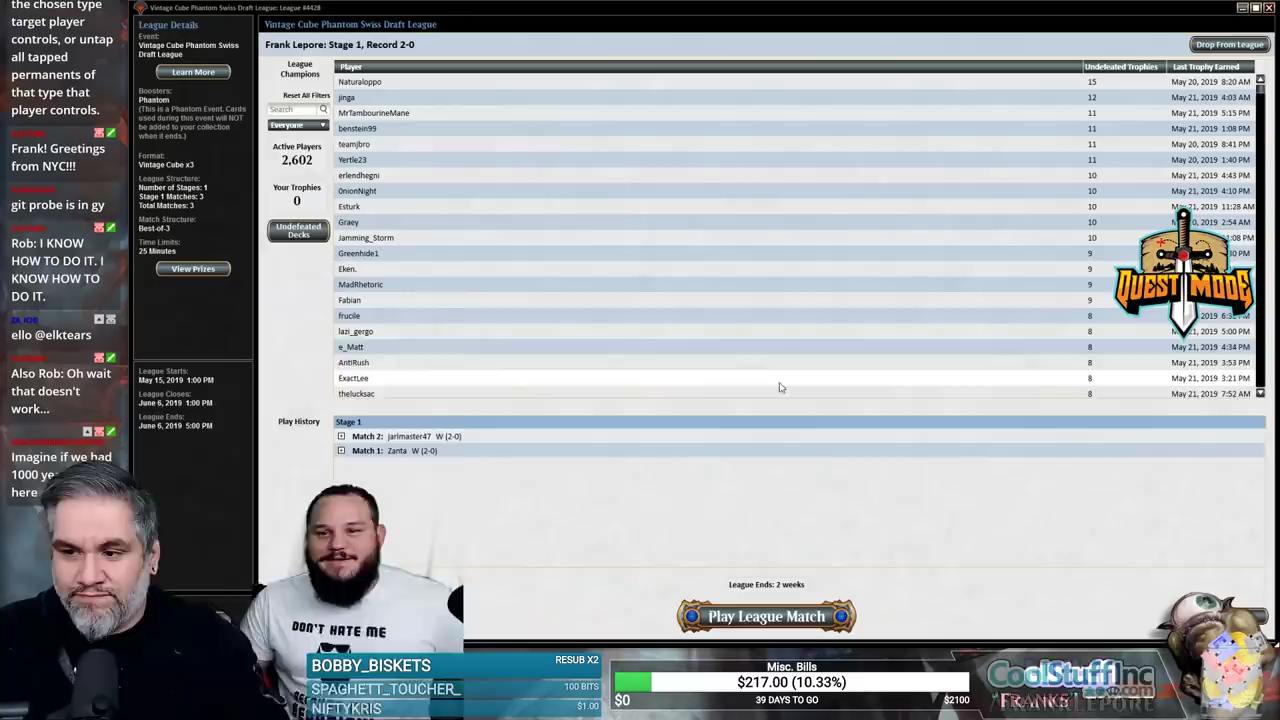 the chosen type
target player
controls, or untap
all tapped
permanents of
that type that
player controls.
Frank! Greetings
from NYC!!!
git probe is in gy
Rob: I KNOW
HOW TO DO IT. I
KNOW HOW TO
DO IT.
ello @elktears
Also Rob: Oh wait
that doesn't
work...
Imagine if we had
1000 
here
Vintage Cube Phantom Swiss Draft League: League #4428
League Details
Event:
Vintage Cube Phantom Swiss
Draft League
Learn More
Boosters:
Phantom
(This is a Phantom Event. Cards
used during this event will NOT
be added to your collection
when it ends.)
Format:
Vintage Cube x3
League Structure:
Number of Stages: 1
Stage 1 Matches: 3
Total Matches: 3
Match Structure:
Best-of-3
Time Limits:
25 Minutes
View Prizes
League Starts:
May 15, 2019 1:00 PM
League Closes:
June 6, 2019 1:00 PM
League Ends:
June 6, 2019 5:00 PM
Vintage Cube Phantom Swiss Draft League
Frank Lepore: Stage 1, Record 2-0
Drop From League
League
Champions
Reset All Filters
Search
Everyone
Active Players
2,602
Your Trophies
0
Undefeated
Decks
Player Undefeated Trophies Last Trophy Earned
Naturaloppo 15 May 20, 2019 8:20 AM
jinga 12 May 21, 2019 4:03 AM
MrTambourineMane 11 May 21, 2019 5:15 PM
benstein99 11 May 21, 2019 1:08 PM
teamjbro 11 May 20, 2019 8:41 PM
Yertle23 11 May 20, 2019 1:40 PM
erlendhegni 10 May 21, 2019 4:43 PM
0nionNight 10 May 21, 2019 4:10 PM
Esturk 10 May 21, 2019 11:28 AM
Graey 10 2019 2:54 AM
Jamming_Storm 10 PM
Greenhide1 9 PM
Eken. 9
MadRhetoric 9
Fabian 9
frucile 8 May 21, 2019 PM
lazi_gergo 8 May 21, 2019 5:00 PM
e_Matt 8 May 21, 2019 4:34 PM
AntiRush 8 May 21, 2019 3:53 PM
ExactLee 8 May 21, 2019 3:21 PM
thelucksac 8 May 21, 2019 7:52 AM
QUEST MODE
Play History
Stage 1
Match 2: jarlmaster47 W (2-0)
Match 1: Zanta W (2-0)
League Ends: 2 weeks
Play League Match
DON'T HATE ME
BOBBY_BISKETS RESUB X2
SPAGHETT_TOUCHER_ 100 BITS
NIFTYKRIS $1.00
Misc. Bills
$217.00 (10.33%)
$0 39 DAYS TO GO $2100
CoolStuffInc
.com